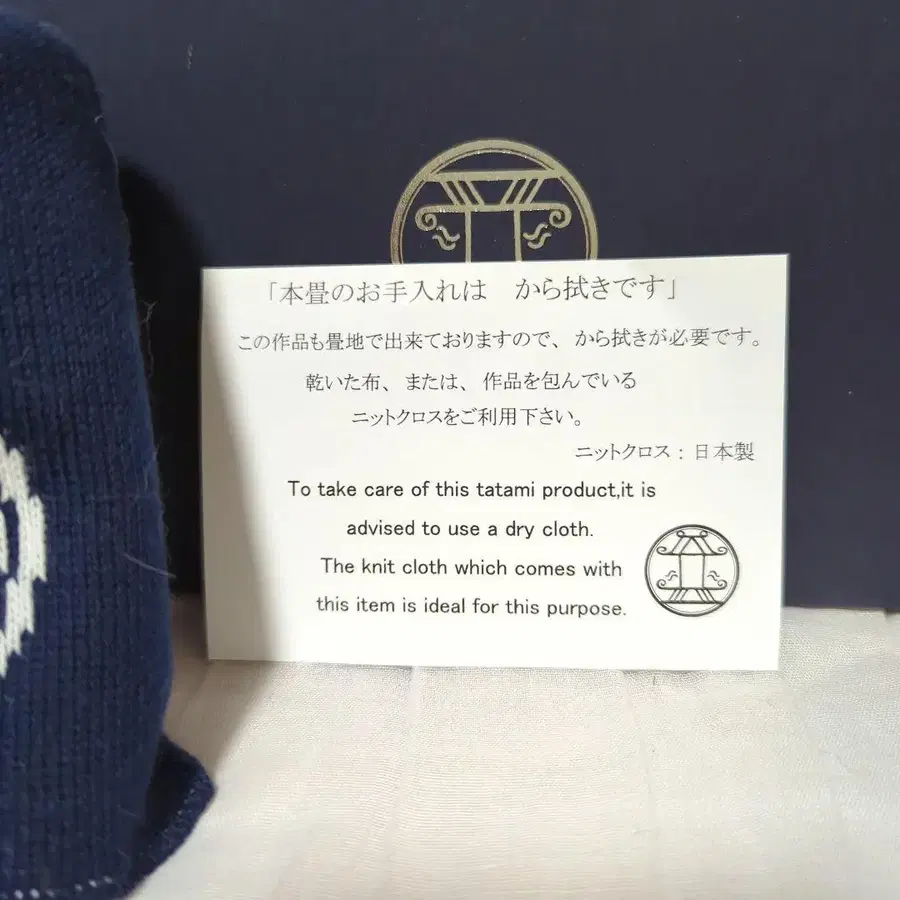 「本畳のお手入れは　から拭きです」
この作品も畳地で出来ておりますので、から拭きが必要です。
乾いた布、または、作品を包んでいる
ニットクロスをご利用下さい。
ニットクロス：日本製
To take care of this tatami product,it is
advised to use a dry cloth.
The knit cloth which comes with
this item is ideal for this purpose.